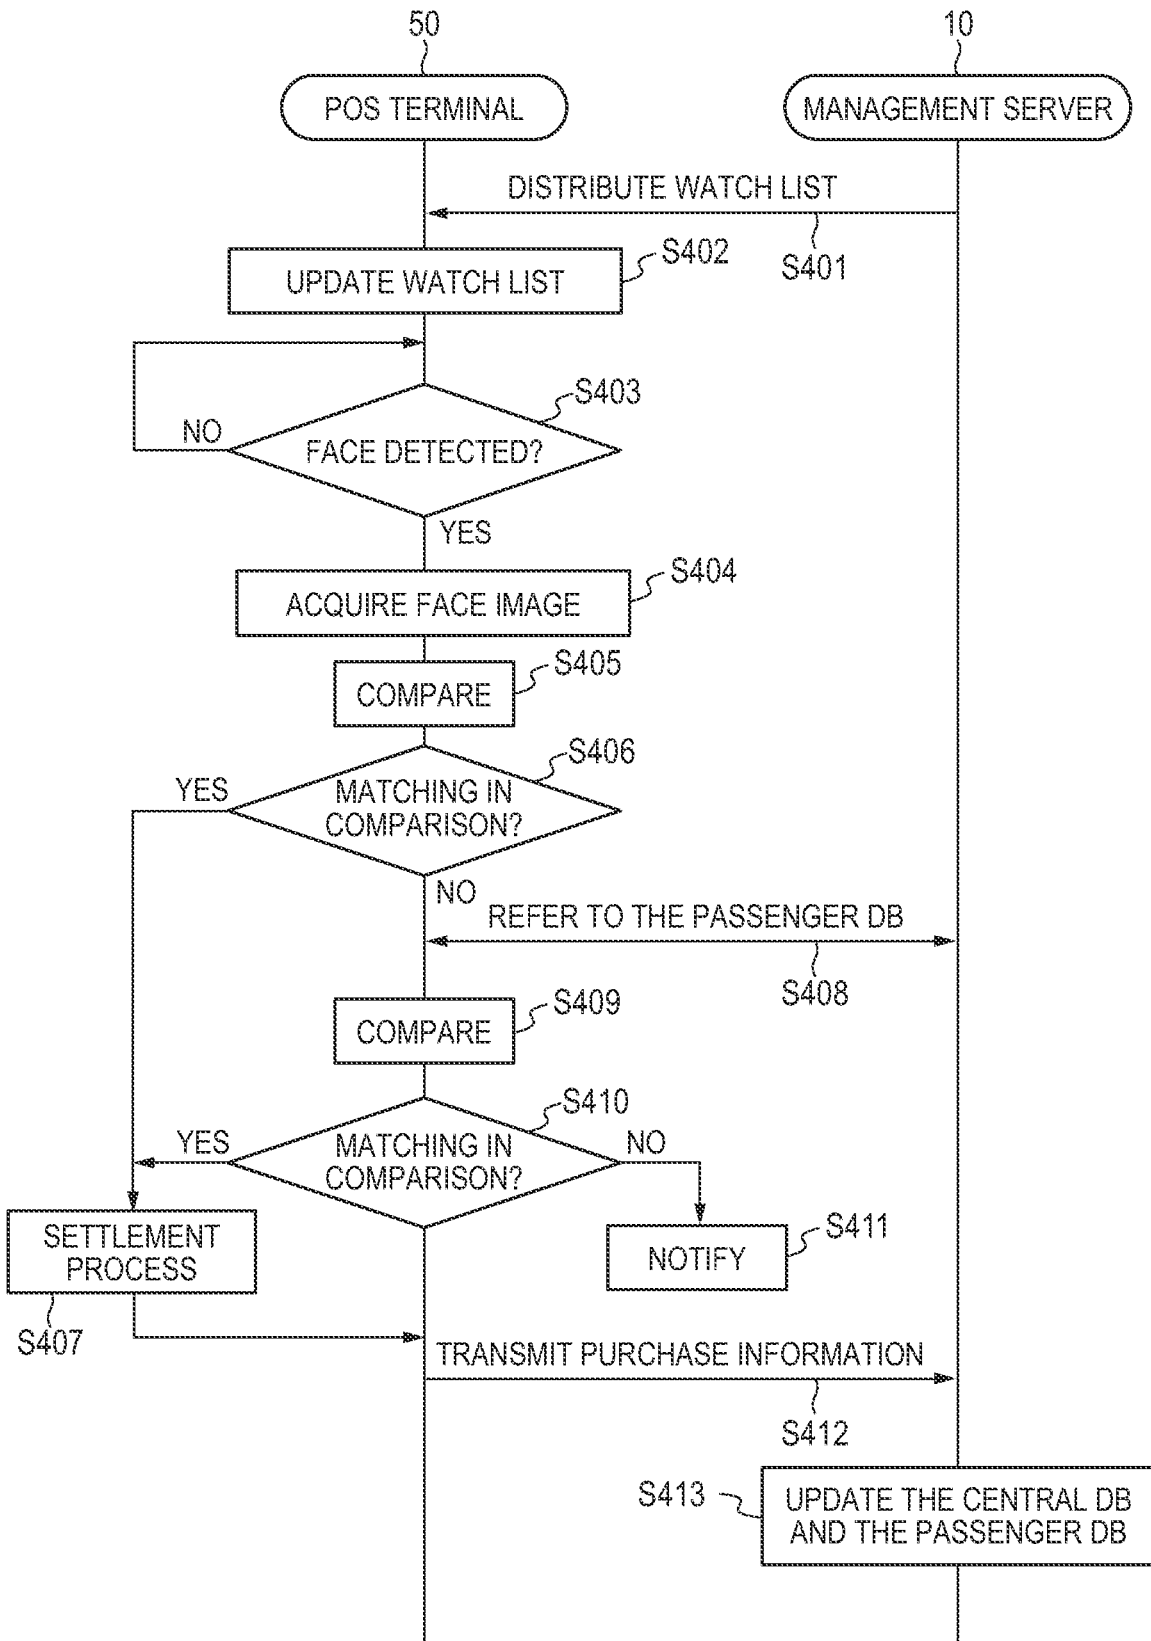 50
10
POS TERMINAL
MANAGEMENT SERVER
DISTRIBUTE WATCH LIST
S401
S402
UPDATE WATCH LIST
S403
NO
FACE DETECTED?
YES
S404
ACQUIRE FACE IMAGE
S405
COMPARE
S406
YES
MATCHING IN
COMPARISON?
NO
REFER TO THE PASSENGER DB
S408
S409
COMPARE
S410
YES
MATCHING IN
COMPARISON?
NO
SETTLEMENT
PROCESS
S407
S411
NOTIFY
TRANSMIT PURCHASE INFORMATION
S412
S413
UPDATE THE CENTRAL DB
AND THE PASSENGER DB